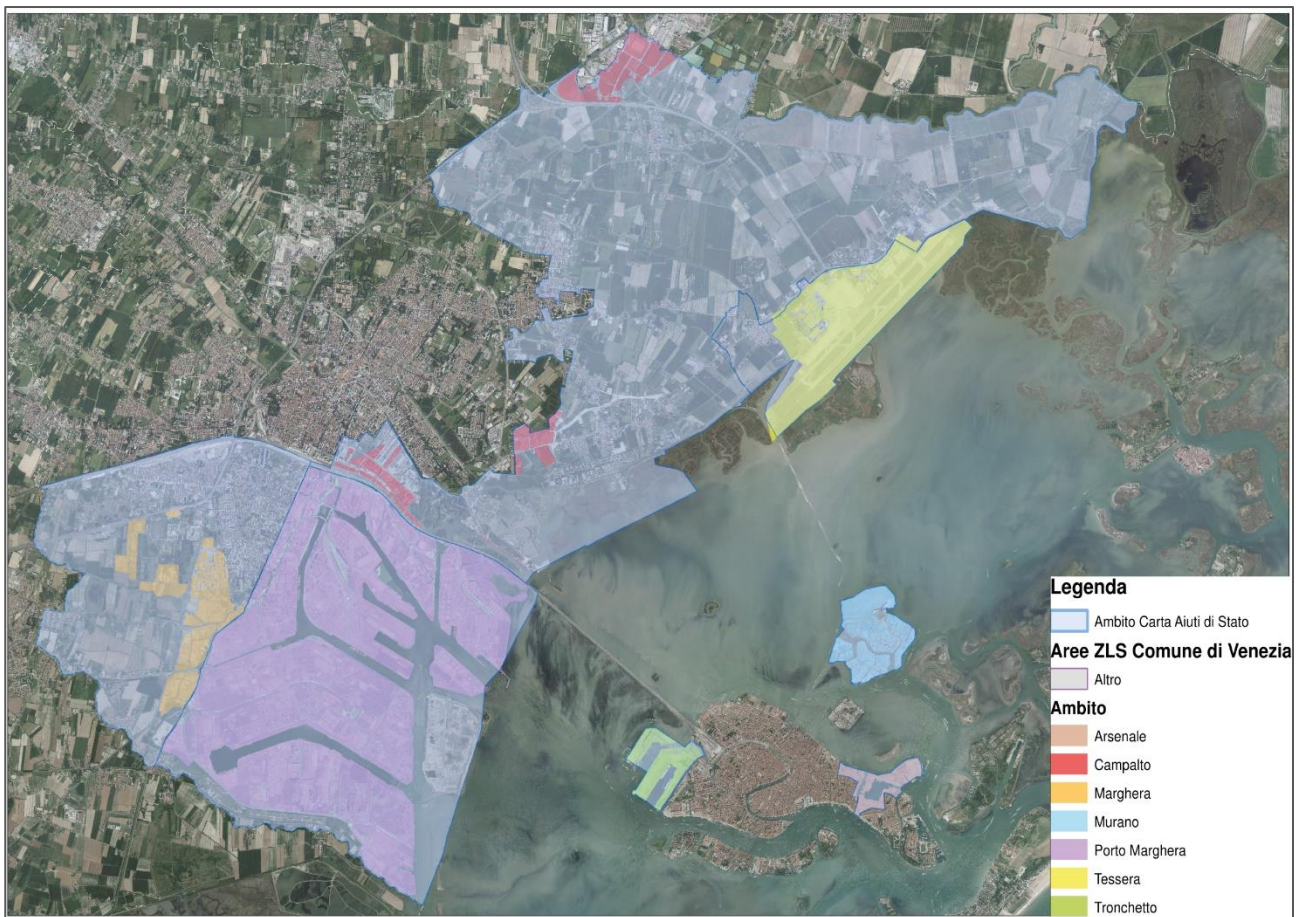 Legenda
Ambito Carta Aiuti di Stato
Aree ZLS Comune di Venezia
Altro
Ambito
Arsenale
Campalto
Marghera
Murano
Porto Marghera
Tessera
Tronchetto